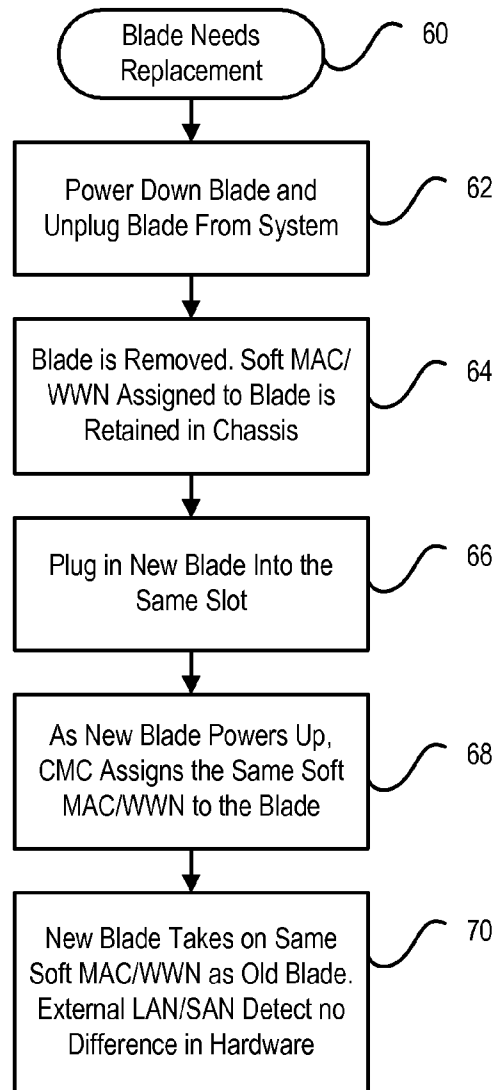 Blade Needs
Replacement
60
Power Down Blade and
Unplug Blade From System
62
Blade is Removed. Soft MAC/
WWN Assigned to Blade is
Retained in Chassis
64
Plug in New Blade Into the
Same Slot
66
As New Blade Powers Up,
CMC Assigns the Same Soft
MAC/WWN to the Blade
68
New Blade Takes on Same
Soft MAC/WWN as Old Blade.
External LAN/SAN Detect no
Difference in Hardware
70